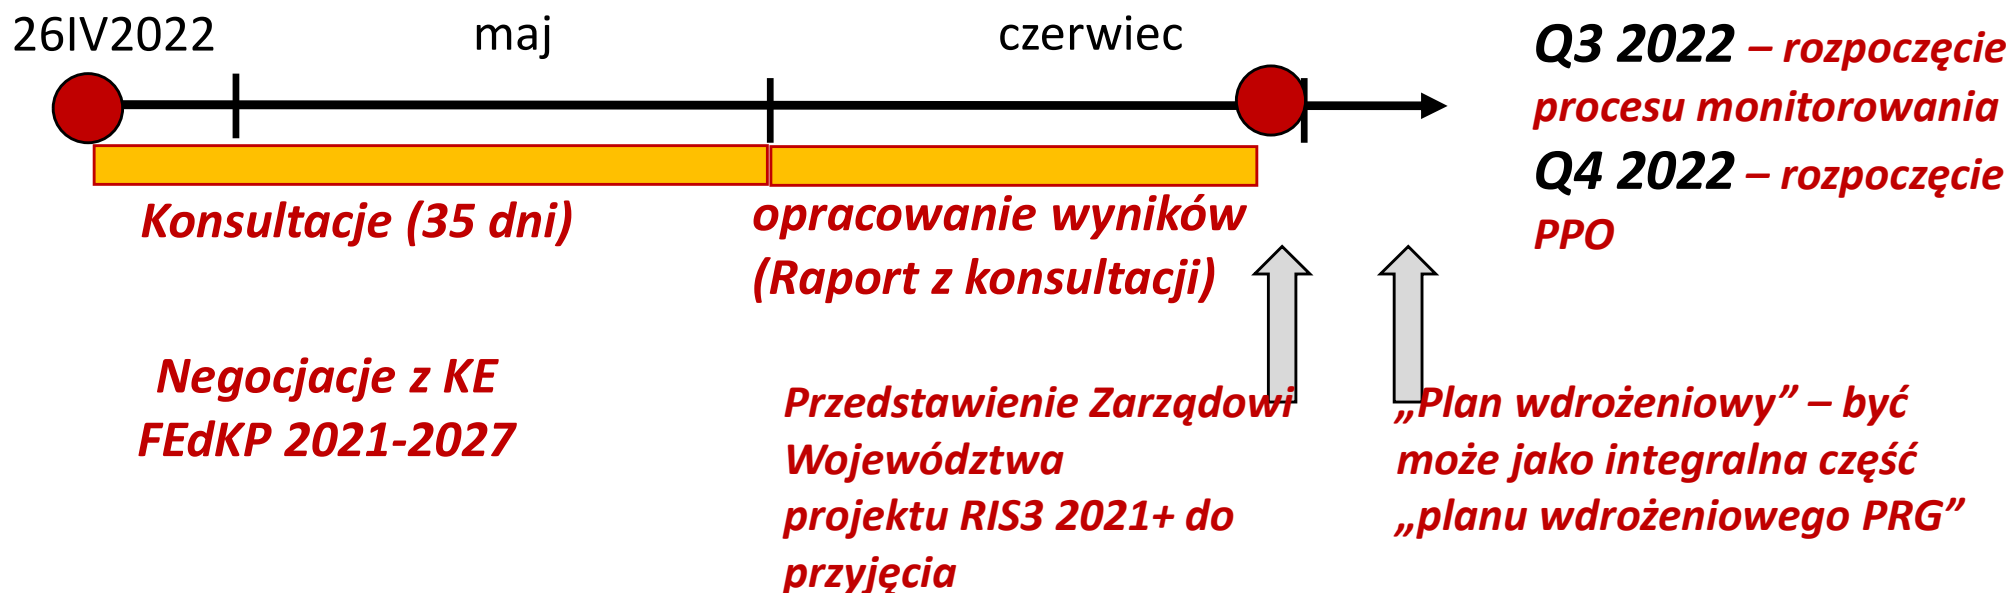 26IV2022
maj
czerwiec
Q3 2022 – rozpoczęcie
procesu monitorowania
Q4 2022 – rozpoczęcie
PPO
Konsultacje (35 dni)
opracowanie wyników
(Raport z konsultacji)
Negocjacje z KE
FEdKP 2021-2027
Przedstawienie Zarządowi
Województwa
projektu RIS3 2021+ do
przyjęcia
„Plan wdrożeniowy” – być
może jako integralna część
„planu wdrożeniowego PRG”